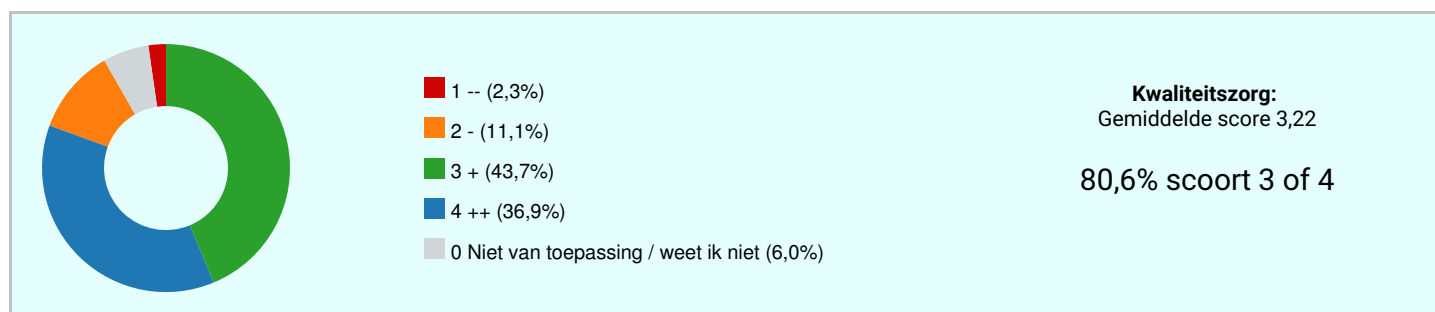 1 -- (2,3%)
2 - (11,1%)
3 + (43,7%)
4 ++ (36,9%)
0 Niet van toepassing / weet ik niet (6,0%)
Kwaliteitszorg:
Gemiddelde score 3,22
80,6% scoort 3 of 4